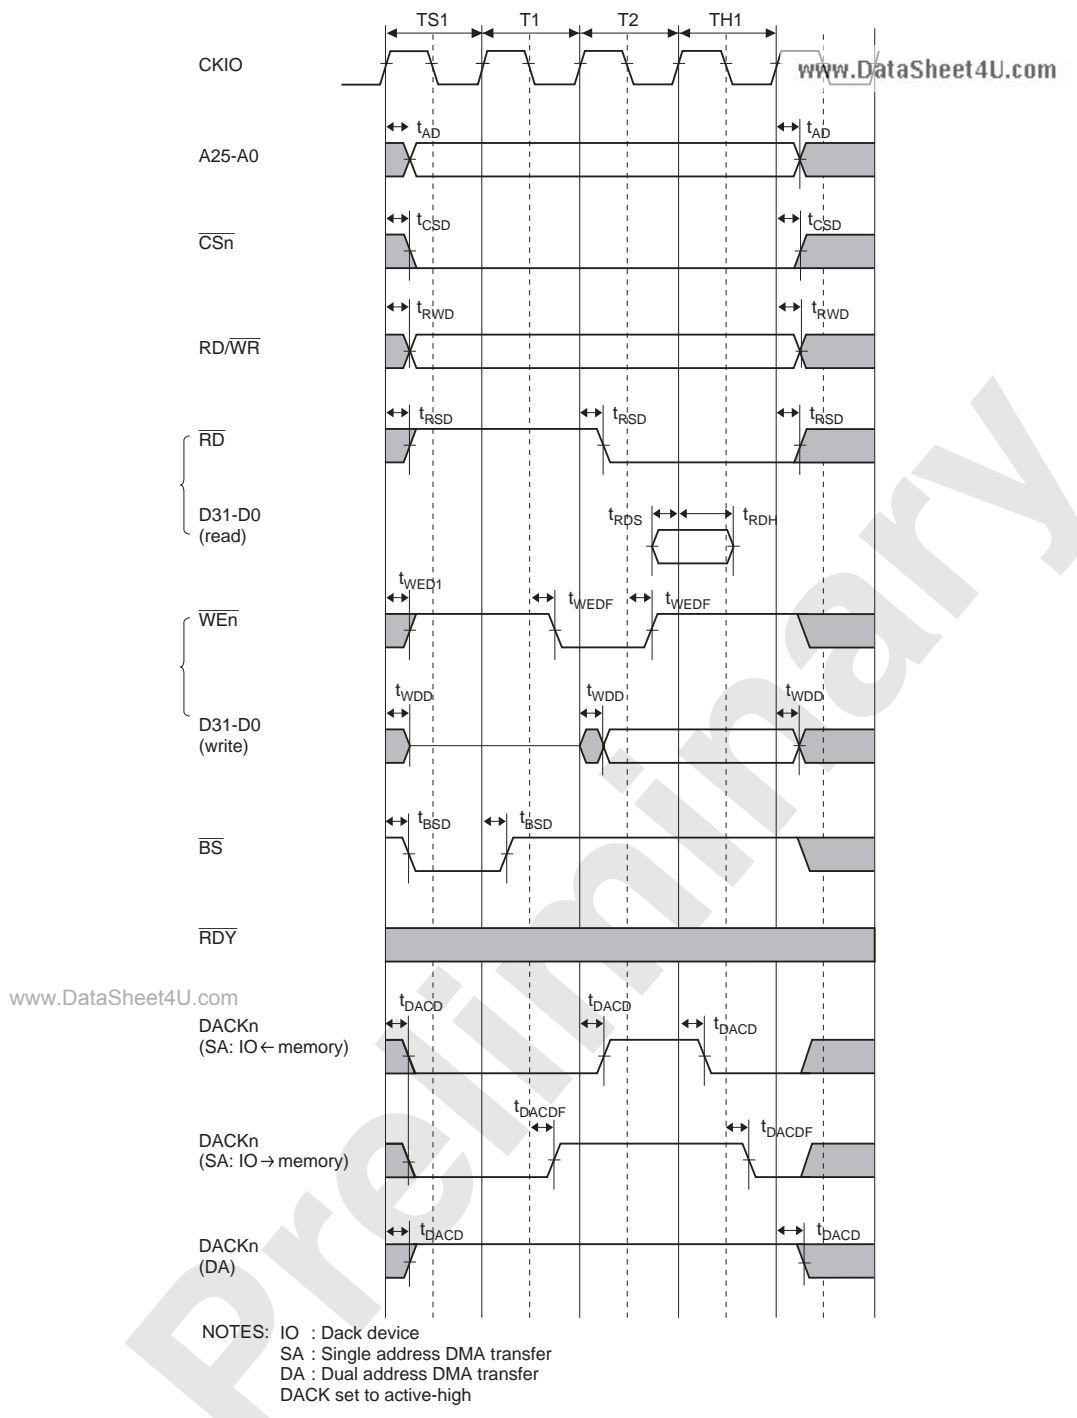 TS1 T1 T2 TH1
CKIO
www.DataSheet4U.com
tAD tAD
A25-A0
tCSD tCSD
CSn
tRWD tRWD
RD/WR
tRSD tRSD tRSD
RD
D31-D0
(read)
tRDS tRDH
tWED1
tWEDF tWEDF
WEn
tWDD tWDD tWDD
D31-D0
(write)
tBSD tBSD
BS
RDY
www.DataSheet4U.com
tDACD tDACD tDACD
DACKn
(SA: IO ← memory)
tDACDF tDACDF
DACKn
(SA: IO → memory)
tDACD tDACD
DACKn
(DA)
NOTES: IO : Dack device
SA : Single address DMA transfer
DA : Dual address DMA transfer
DACK set to active-high
Preliminary